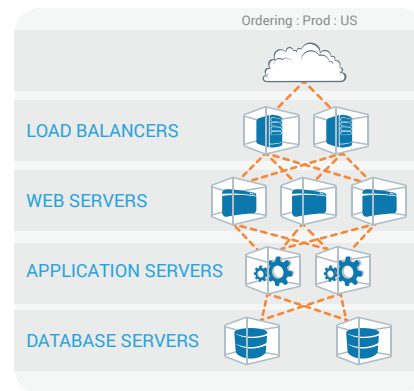 Ordering : Prod : US
LOAD BALANCERS
WEB SERVERS
APPLICATION SERVERS
DATABASE SERVERS